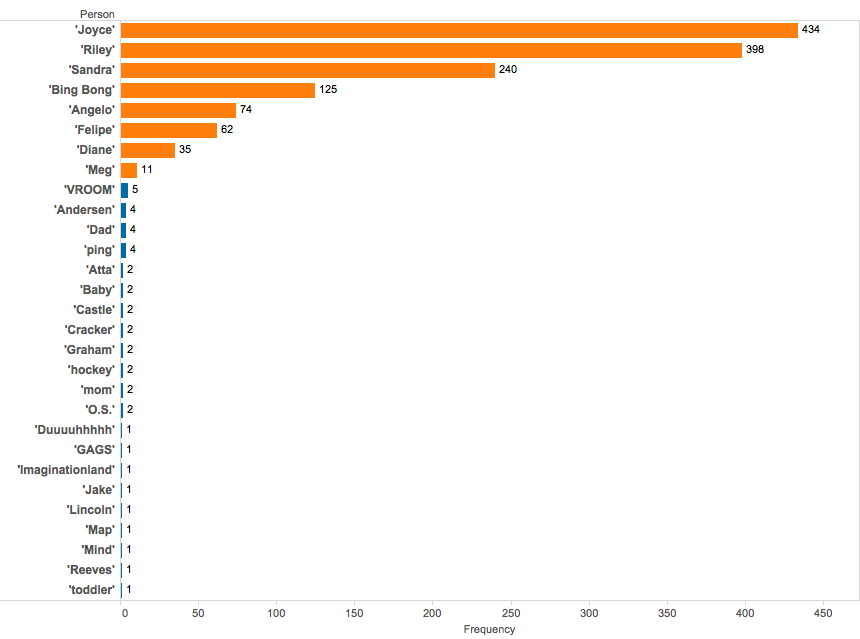 Person
'Joyce' 434
'Riley' 398
'Sandra' 240
'Bing Bong' 125
'Angelo' 74
'Felipe' 62
'Diane' 35
'Meg' 11
'VROOM' 5
'Andersen' 4
'Dad' 4
'ping' 4
'Atta' 2
'Baby' 2
'Castle' 2
'Cracker' 2
'Graham' 2
'hockey' 2
'mom' 2
'O.S.' 2
'Duuuuhhhhh' 1
'GAGS' 1
'Imaginationland' 1
'Jake' 1
'Lincoln' 1
'Map' 1
'Mind' 1
'Reeves' 1
'toddler' 1
0 50 100 150 200 250 300 350 400 450
Frequency